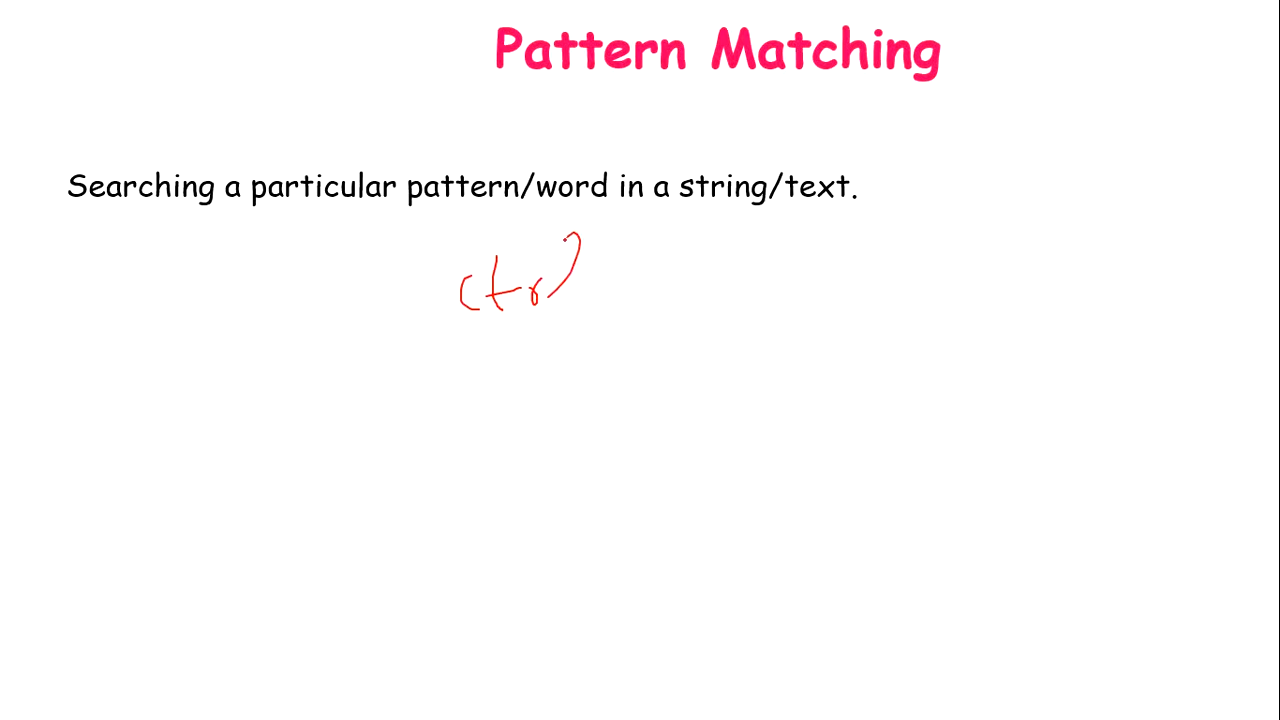 Pattern Matching
Searching a particular pattern/word in a string/text.
Ctrl